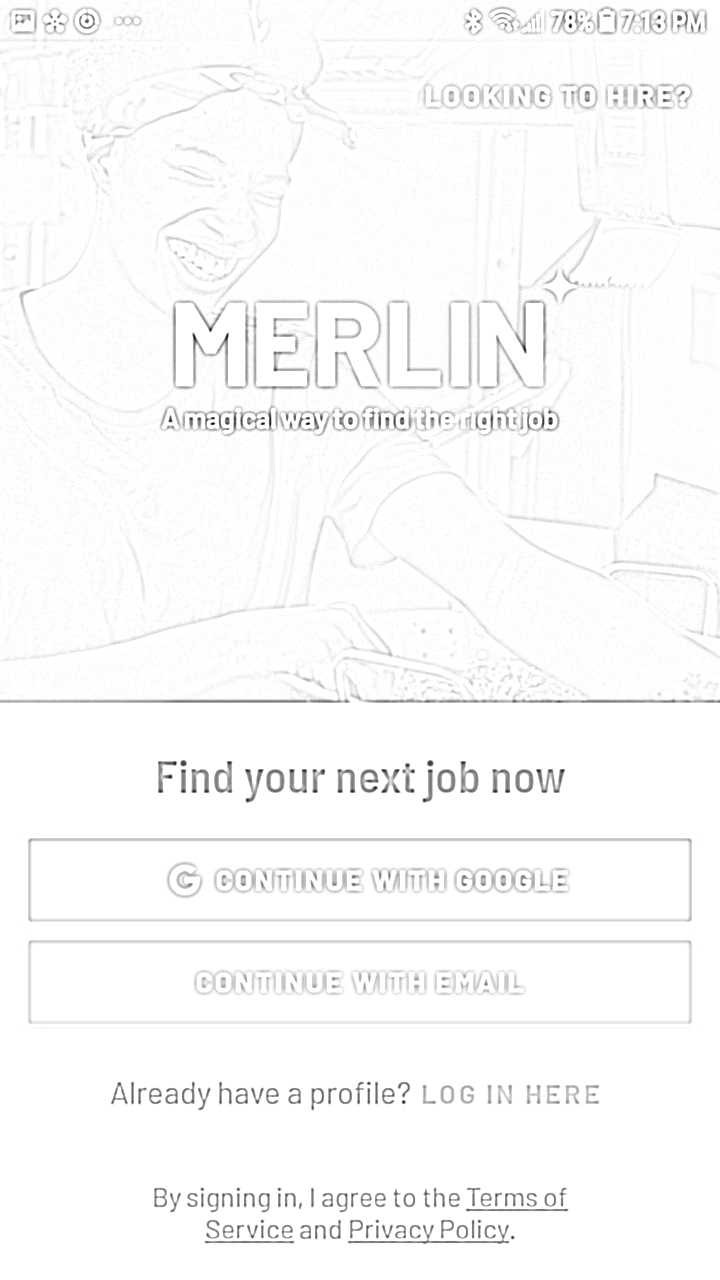 78% 7:13 PM
LOOKING TO HIRE?
MERLIN
A magical way to find the right job
Find your next job now
G CONTINUE WITH GOOGLE
CONTINUE WITH EMAIL
Already have a profile? LOG IN HERE
By signing in, I agree to the Terms of
Service and Privacy Policy.